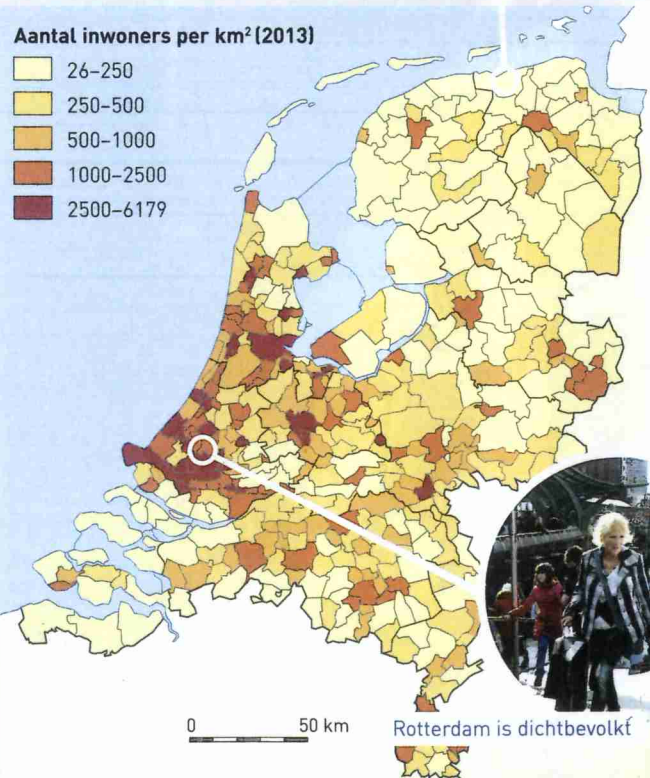 Aantal inwoners per km² (2013)
26–250
250–500
500–1000
1000–2500
2500–6179
0 50 km
Rotterdam is dichtbevolkt